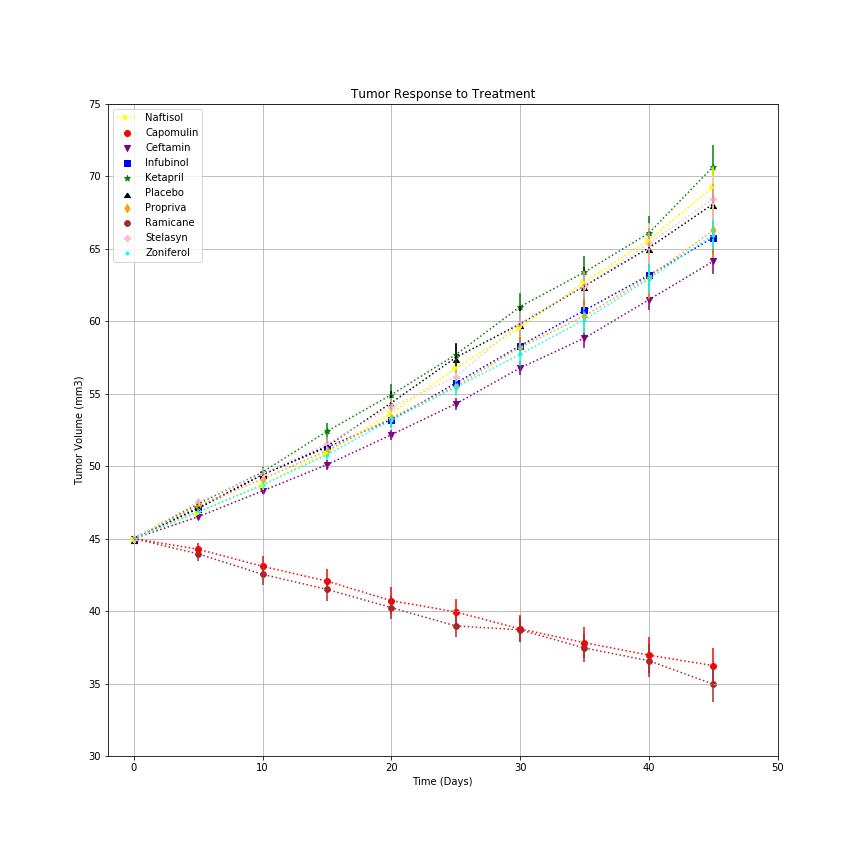 Tumor Response to Treatment
75
70
65
60
55
50
45
40
35
30
Tumor Volume (mm3)
Naftisol
Capomulin
Ceftamin
Infubinol
Ketapril
Placebo
Propriva
Ramicane
Stelasyn
Zoniferol
0 10 20 30 40 50
Time (Days)